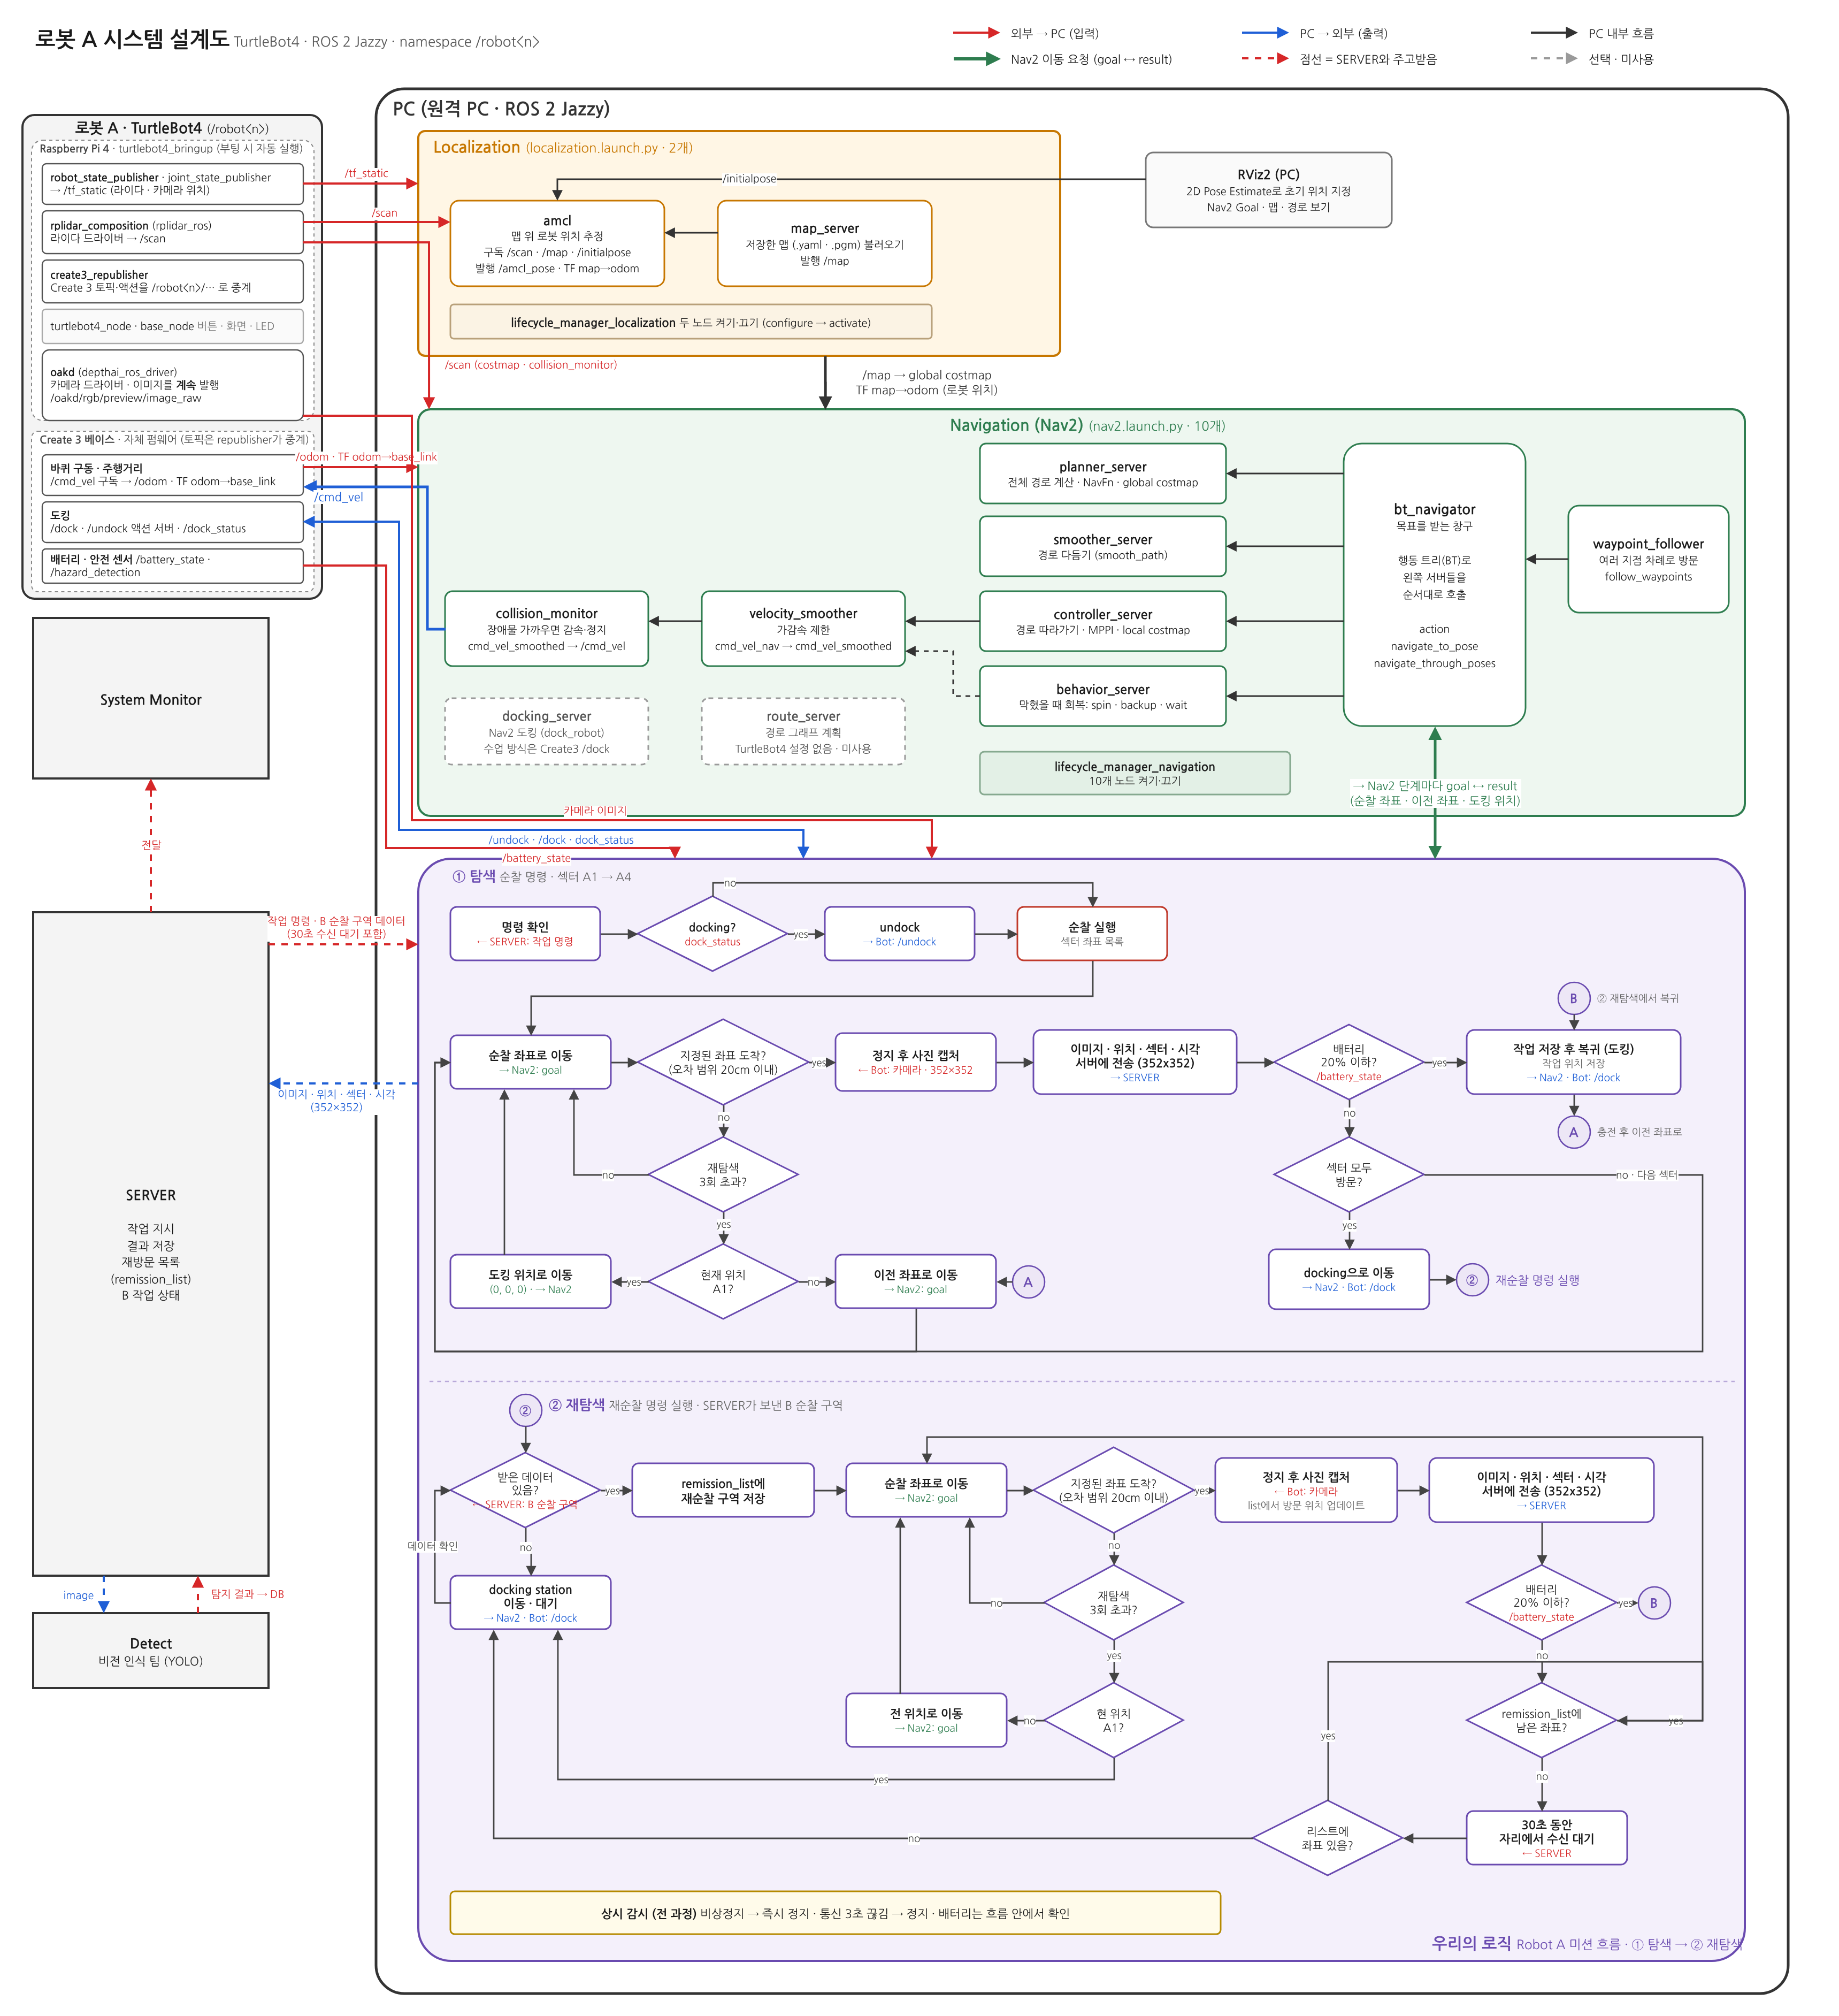 로봇 A 시스템 설계도 TurtleBot4 · ROS 2 Jazzy · namespace /robot<n>
외부 → PC (입력)
PC → 외부 (출력)
PC 내부 흐름
Nav2 이동 요청 (goal ↔ result)
점선 = SERVER와 주고받음
선택 · 미사용
PC (원격 PC · ROS 2 Jazzy)
로봇 A · TurtleBot4 (/robot<n>)
Raspberry Pi 4 · turtlebot4_bringup (부팅 시 자동 실행)
robot_state_publisher · joint_state_publisher
→ /tf_static (라이다 · 카메라 위치)
rplidar_composition (rplidar_ros)
라이다 드라이버 → /scan
create3_republisher
Create 3 토픽·액션을 /robot<n>/… 로 중계
turtlebot4_node · base_node 버튼 · 화면 · LED
oakd (depthai_ros_driver)
카메라 드라이버 · 이미지를 계속 발행
/oakd/rgb/preview/image_raw
Create 3 베이스 · 자체 펌웨어 (토픽은 republisher가 중계)
바퀴 구동 · 주행거리
/cmd_vel 구독 → /odom · TF odom→base_link
도킹
/dock · /undock 액션 서버 · /dock_status
배터리 · 안전 센서 /battery_state ·
/hazard_detection
/tf_static
/scan
/odom · TF odom→base_link
/cmd_vel
Localization (localization.launch.py · 2개)
/initialpose
amcl
맵 위 로봇 위치 추정
구독 /scan · /map · /initialpose
발행 /amcl_pose · TF map→odom
map_server
저장한 맵 (.yaml · .pgm) 불러오기
발행 /map
lifecycle_manager_localization 두 노드 켜기·끄기 (configure → activate)
RViz2 (PC)
2D Pose Estimate로 초기 위치 지정
Nav2 Goal · 맵 · 경로 보기
/scan (costmap · collision_monitor)
/map → global costmap
TF map→odom (로봇 위치)
Navigation (Nav2) (nav2.launch.py · 10개)
planner_server
전체 경로 계산 · NavFn · global costmap
smoother_server
경로 다듬기 (smooth_path)
controller_server
경로 따라가기 · MPPI · local costmap
behavior_server
막혔을 때 회복: spin · backup · wait
bt_navigator
목표를 받는 창구
행동 트리(BT)로
왼쪽 서버들을
순서대로 호출
action
navigate_to_pose
navigate_through_poses
waypoint_follower
여러 지점 차례로 방문
follow_waypoints
collision_monitor
장애물 가까우면 감속·정지
cmd_vel_smoothed → /cmd_vel
velocity_smoother
가감속 제한
cmd_vel_nav → cmd_vel_smoothed
docking_server
Nav2 도킹 (dock_robot)
수업 방식은 Create3 /dock
route_server
경로 그래프 계획
TurtleBot4 설정 없음 · 미사용
lifecycle_manager_navigation
10개 노드 켜기·끄기
→ Nav2 단계마다 goal ↔ result
(순찰 좌표 · 이전 좌표 · 도킹 위치)
카메라 이미지
/undock · /dock · dock_status
/battery_state
System Monitor
전달
SERVER
작업 지시
결과 저장
재방문 목록
(remission_list)
B 작업 상태
작업 명령 · B 순찰 구역 데이터
(30초 수신 대기 포함)
이미지 · 위치 · 섹터 · 시각
(352×352)
image
탐지 결과 → DB
Detect
비전 인식 팀 (YOLO)
① 탐색 순찰 명령 · 섹터 A1 → A4
명령 확인
← SERVER: 작업 명령
docking?
dock_status
no
yes
undock
→ Bot: /undock
순찰 실행
섹터 좌표 목록
순찰 좌표로 이동
→ Nav2: goal
지정된 좌표 도착?
(오차 범위 20cm 이내)
yes
정지 후 사진 캡처
← Bot: 카메라 · 352×352
이미지 · 위치 · 섹터 · 시각
서버에 전송 (352x352)
→ SERVER
배터리
20% 이하?
/battery_state
yes
B
② 재탐색에서 복귀
작업 저장 후 복귀 (도킹)
작업 위치 저장
→ Nav2 · Bot: /dock
A
충전 후 이전 좌표로
no
no
재탐색
3회 초과?
no
yes
섹터 모두
방문?
no · 다음 섹터
yes
도킹 위치로 이동
(0, 0, 0) · → Nav2
yes
현재 위치
A1?
no
이전 좌표로 이동
→ Nav2: goal
A
docking으로 이동
→ Nav2 · Bot: /dock
②
재순찰 명령 실행
②
② 재탐색 재순찰 명령 실행 · SERVER가 보낸 B 순찰 구역
받은 데이터
있음?
← SERVER: B 순찰 구역
yes
remission_list에
재순찰 구역 저장
순찰 좌표로 이동
→ Nav2: goal
지정된 좌표 도착?
(오차 범위 20cm 이내)
yes
정지 후 사진 캡처
← Bot: 카메라
list에서 방문 위치 업데이트
이미지 · 위치 · 섹터 · 시각
서버에 전송 (352x352)
→ SERVER
데이터 확인
no
no
docking station
이동 · 대기
→ Nav2 · Bot: /dock
재탐색
3회 초과?
no
yes
배터리
20% 이하?
/battery_state
yes
B
no
전 위치로 이동
→ Nav2: goal
no
현 위치
A1?
yes
remission_list에
남은 좌표?
yes
no
yes
리스트에
좌표 있음?
no
30초 동안
자리에서 수신 대기
← SERVER
상시 감시 (전 과정) 비상정지 → 즉시 정지 · 통신 3초 끊김 → 정지 · 배터리는 흐름 안에서 확인
우리의 로직 Robot A 미션 흐름 · ① 탐색 → ② 재탐색